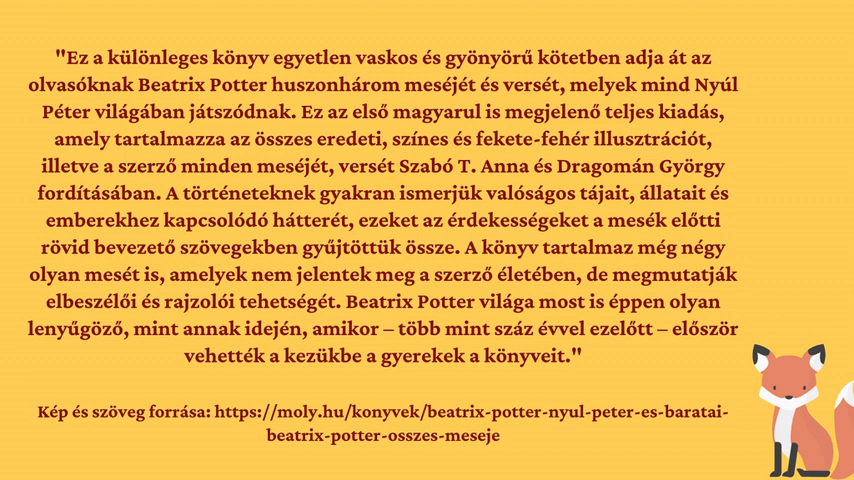 "Ez a különleges könyv egyetlen vaskos és gyönyörű kötetben adja át az
olvasóknak Beatrix Potter huszonhárom meséjét és versét, melyek mind Nyúl
Péter világában játszódnak. Ez az első magyarul is megjelenő teljes kiadás,
amely tartalmazza az összes eredeti, színes és fekete-fehér illusztrációt,
illetve a szerző minden meséjét, versét Szabó T. Anna és Dragomán György
fordításában. A történeteknek gyakran ismerjük valóságos tájait, állatait és
emberekhez kapcsolódó hátterét, ezeket az érdekességeket a mesék előtti
rövid bevezető szövegekben gyűjtöttük össze. A könyv tartalmaz még négy
olyan mesét is, amelyek nem jelentek meg a szerző életében, de megmutatják
elbeszélői és rajzolói tehetségét. Beatrix Potter világa most is éppen olyan
lenyűgöző, mint annak idején, amikor – több mint száz évvel ezelőtt – először
vehették a kezükbe a gyerekek a könyveit."
Kép és szöveg forrása: https://moly.hu/konyvek/beatrix-potter-nyul-peter-es-baratai-
beatrix-potter-osszes-meseje